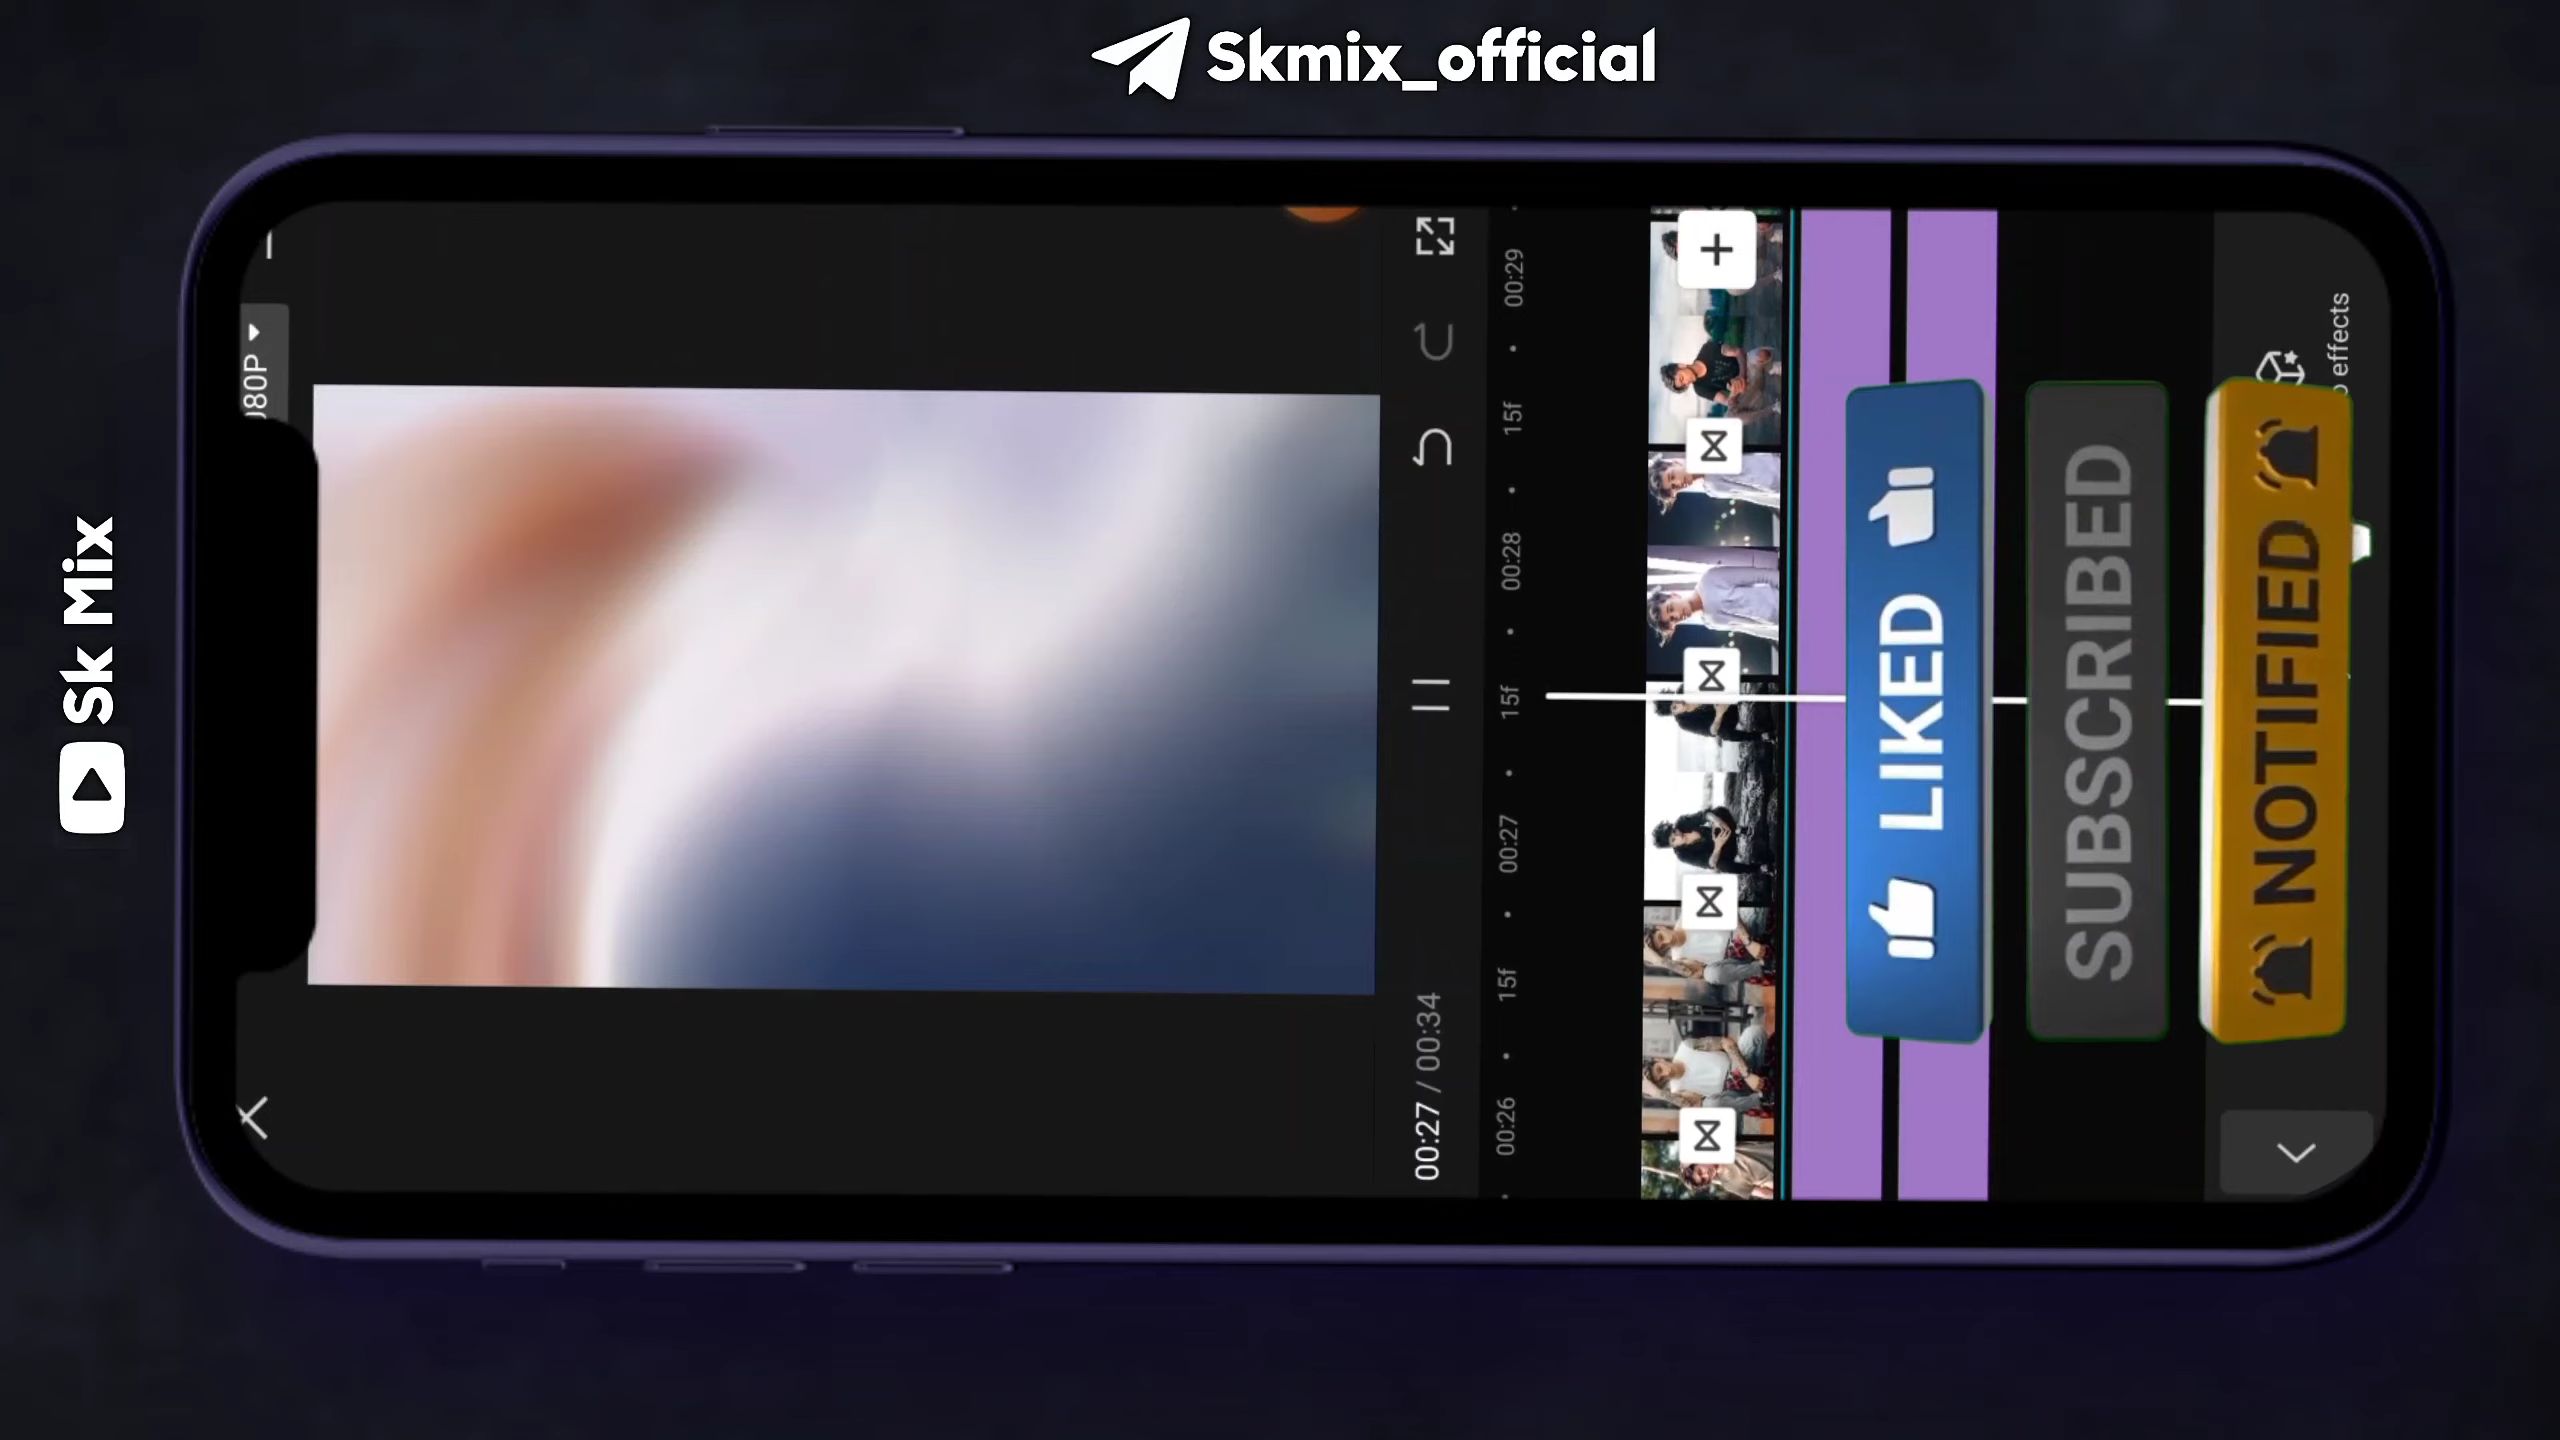 Skmix_official
Sk Mix
00:27 / 00:34
00:26
15f
00:27
15f
00:28
15f
00:29
LIKED
SUBSCRIBED
NOTIFIED
effects